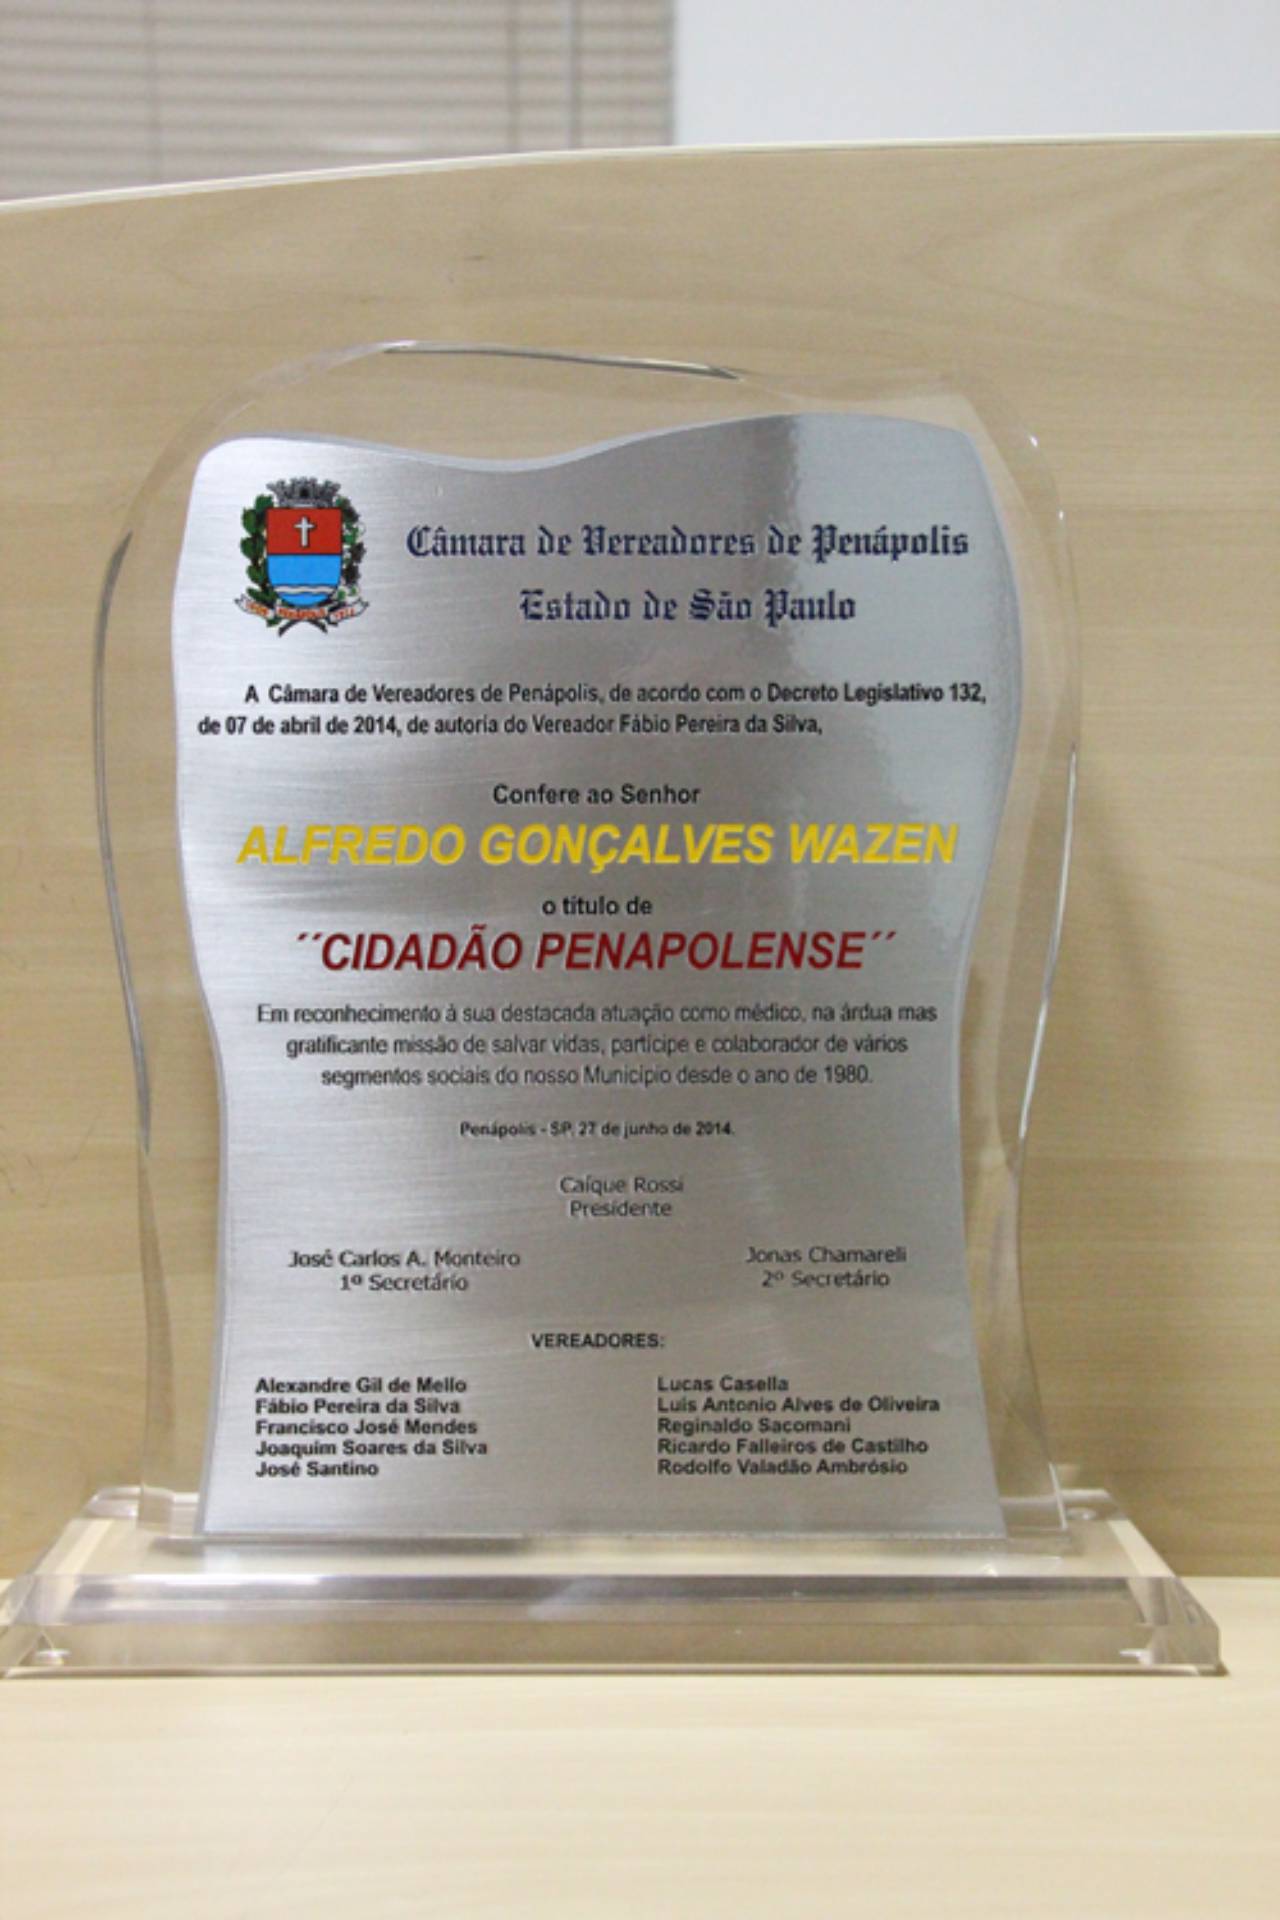 Câmara de Vereadores de Penápolis
Estado de São Paulo
A Câmara de Vereadores de Penápolis, de acordo com o Decreto Legislativo 132,
de 07 de abril de 2014, de autoria do Vereador Fábio Pereira da Silva,
Confere ao Senhor
ALFREDO GONÇALVES WAZEN
o título de
´´CIDADÃO PENAPOLENSE´´
Em reconhecimento á sua destacada atuação como médico, na árdua mas
gratificante missão de salvar vidas, partícipe e colaborador de vários
segmentos sociais do nosso Município desde o ano de 1980.
Penápolis - SP, 27 de junho de 2014.
Caíque Rossi
Presidente
José Carlos A. Monteiro
1º Secretário
Jonas Chamareli
2º Secretário
VEREADORES:
Alexandre Gil de Mello
Fábio Pereira da Silva
Francisco José Mendes
Joaquim Soares da Silva
José Santino
Lucas Casella
Luis Antonio Alves de Oliveira
Reginaldo Sacomani
Ricardo Falleiros de Castilho
Rodolfo Valadão Ambrósio